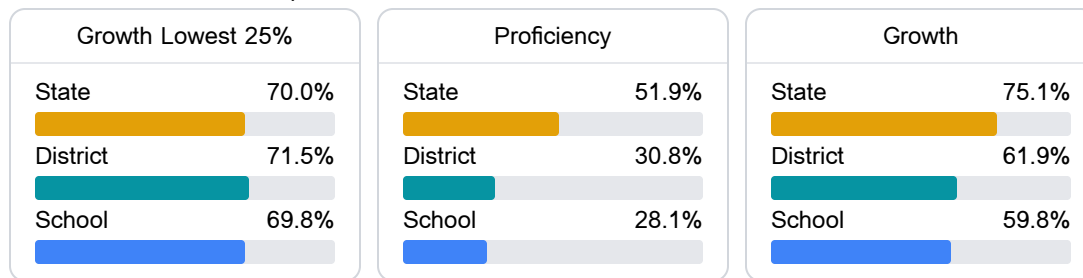 Growth Lowest 25%
State 70.0%
District 71.5%
School 69.8%
Proficiency
State 51.9%
District 30.8%
School 28.1%
Growth
State 75.1%
District 61.9%
School 59.8%